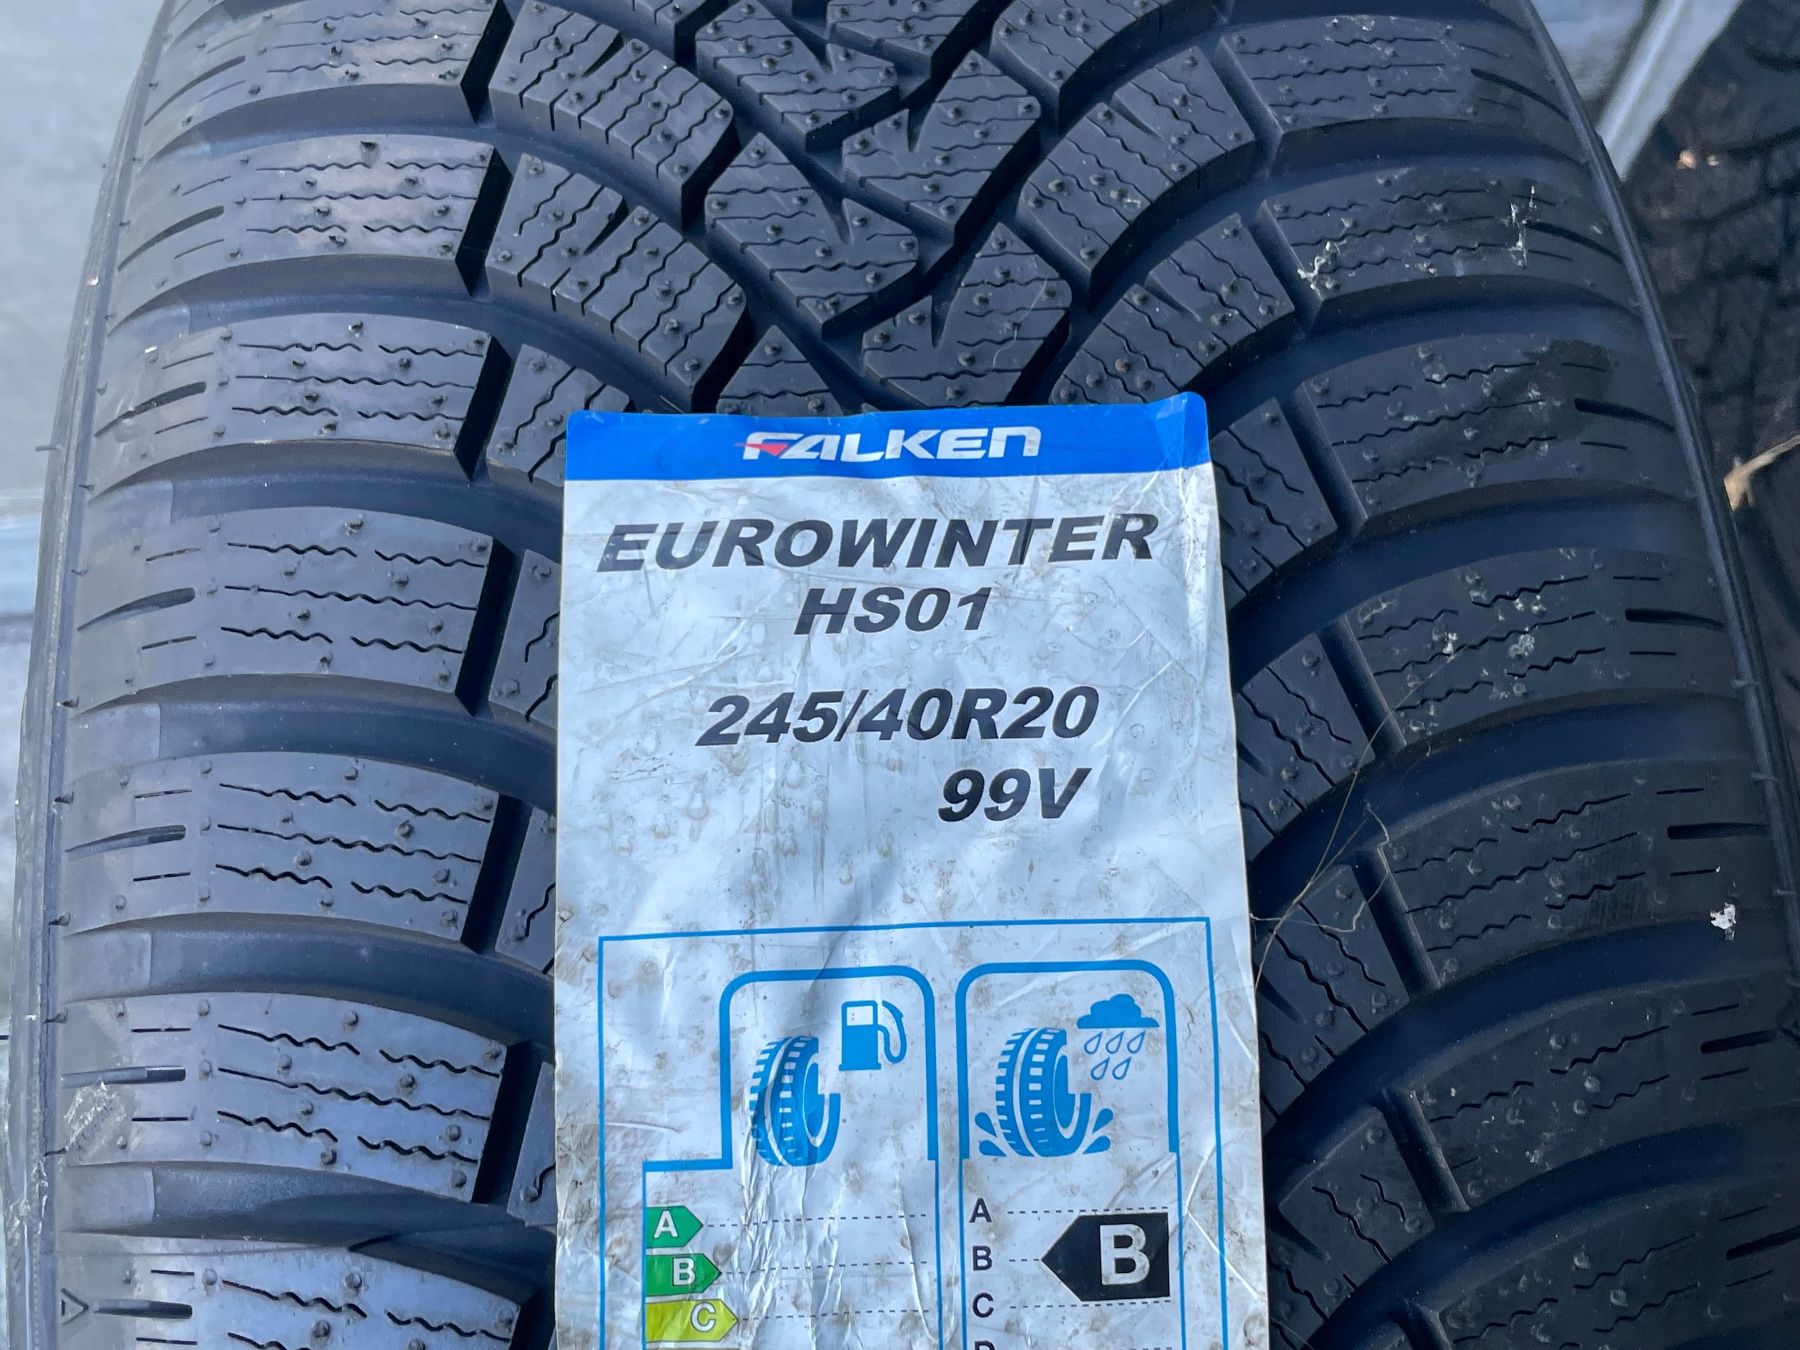 FALKEN
EUROWINTER
HS01
245/40R20
99V
A
B
C
A
B
C
B